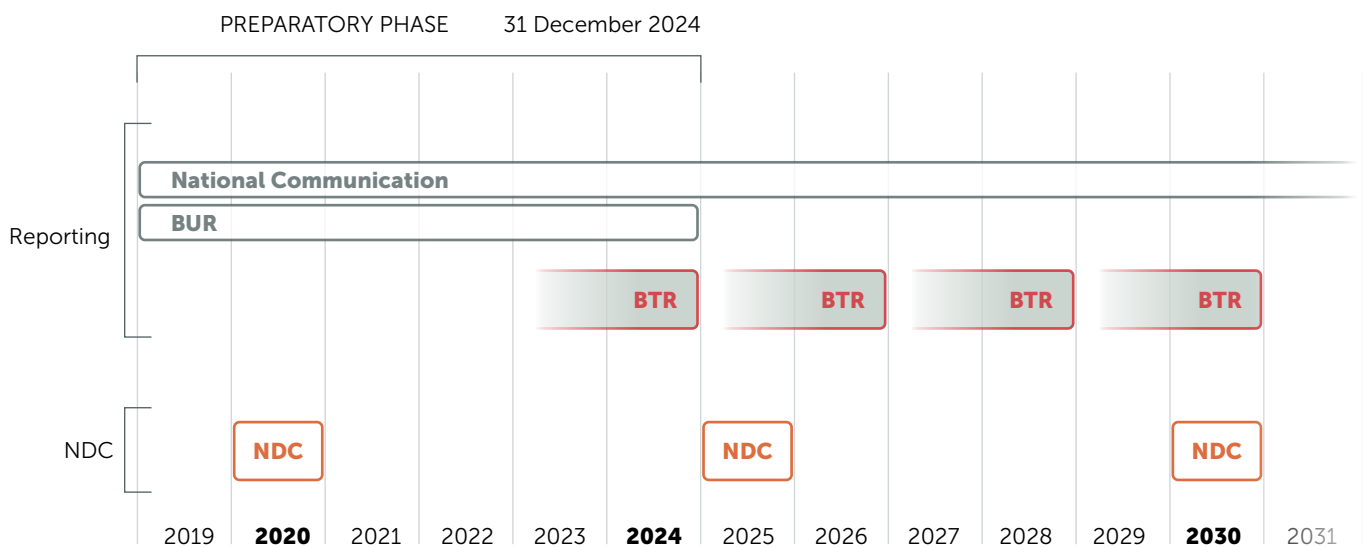 PREPARATORY PHASE 31 December 2024
National Communication
BUR
Reporting
BTR BTR BTR BTR
NDC
NDC NDC NDC
2019 2020 2021 2022 2023 2024 2025 2026 2027 2028 2029 2030 2031